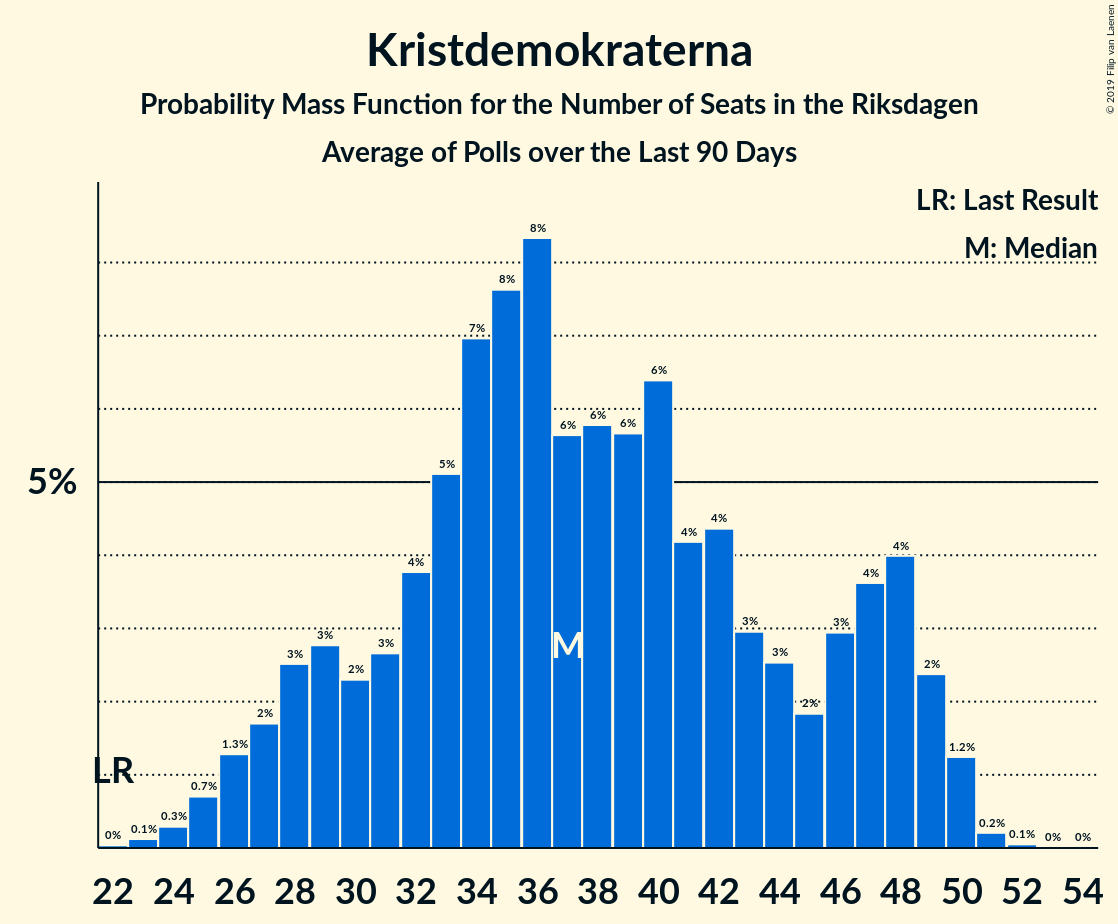 Kristdemokraterna
Probability Mass Function for the Number of Seats in the Riksdagen
Average of Polls over the Last 90 Days
© 2019 Filip van Laenen
LR: Last Result
M: Median
5%
0% 0.1% 0.3% 0.7% 1.3% 2% 3% 3% 2% 3% 4% 5% 7% 8% 8% 6% 6% 6% 6% 4% 4% 3% 3% 2% 3% 4% 4% 2% 1.2% 0.2% 0.1% 0% 0%
M
LR
22 24 26 28 30 32 34 36 38 40 42 44 46 48 50 52 54